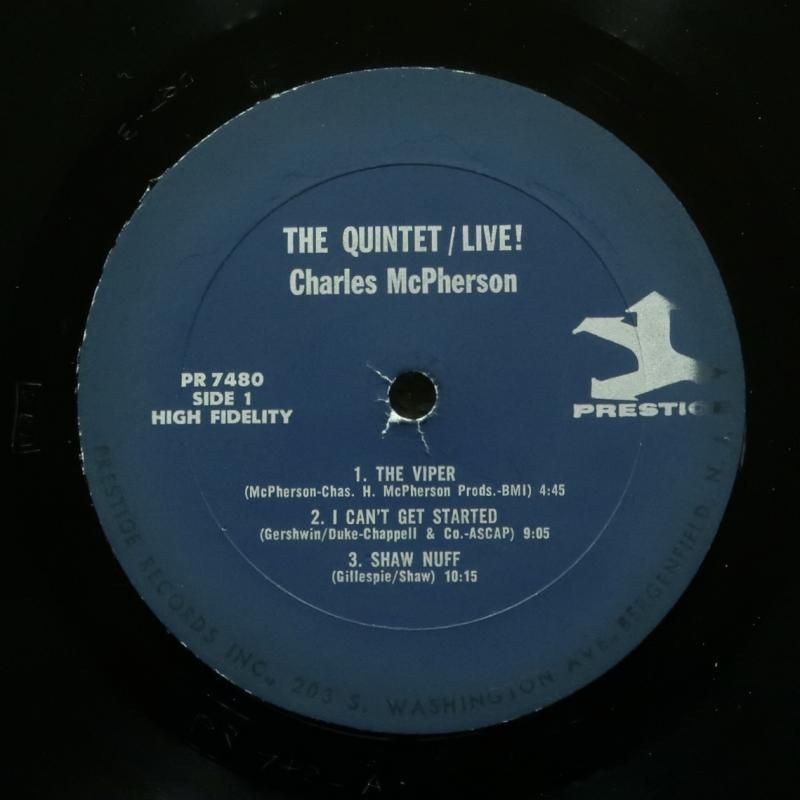 THE QUINTET / LIVE!
Charles McPherson
PR 7480
SIDE 1
HIGH FIDELITY
PRESTIGE
1. THE VIPER
(McPherson-Chas. H. McPherson Prods.-BMI) 4:45
2. I CAN'T GET STARTED
(Gershwin/Duke-Chappell & Co.-ASCAP) 9:05
3. SHAW NUFF
(Gillespie/Shaw) 10:15
PRESTIGE RECORDS INC., 203 S. WASHINGTON AVE., BERGENFIELD, N.